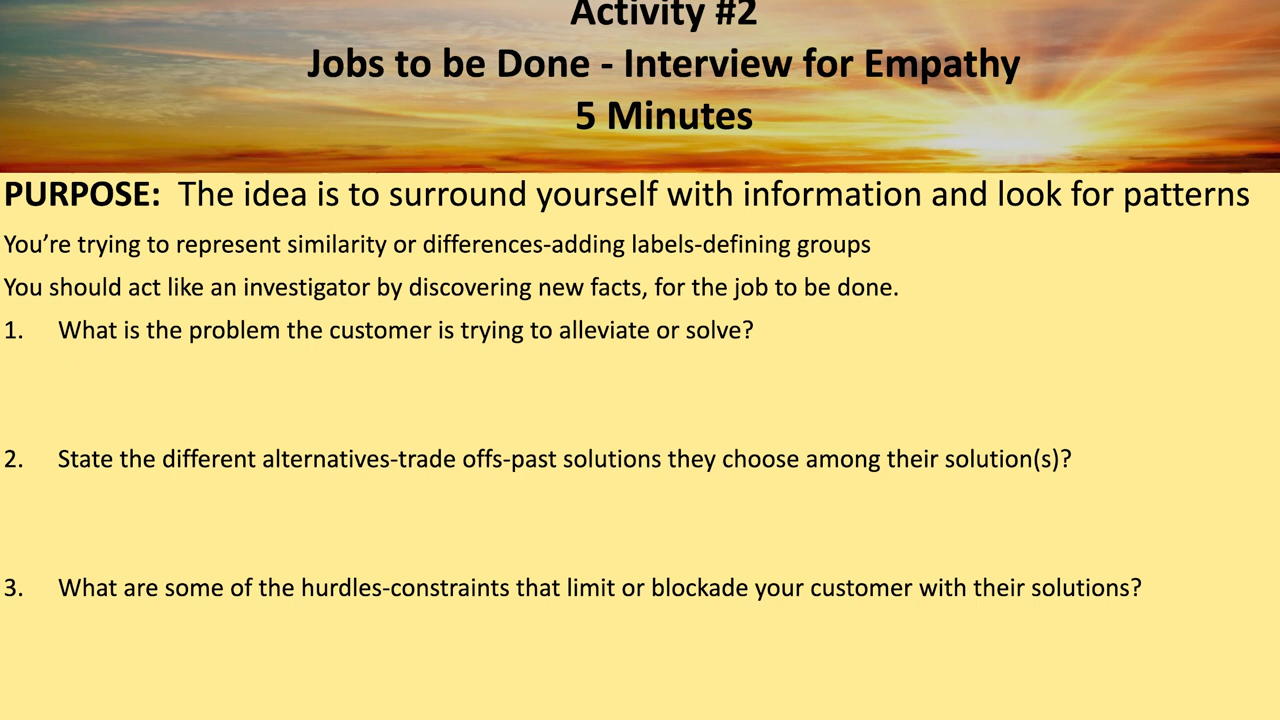 Activity #2
Jobs to be Done - Interview for Empathy
5 Minutes
PURPOSE: The idea is to surround yourself with information and look for patterns
You’re trying to represent similarity or differences-adding labels-defining groups
You should act like an investigator by discovering new facts, for the job to be done.
1. What is the problem the customer is trying to alleviate or solve?
2. State the different alternatives-trade offs-past solutions they choose among their solution(s)?
3. What are some of the hurdles-constraints that limit or blockade your customer with their solutions?